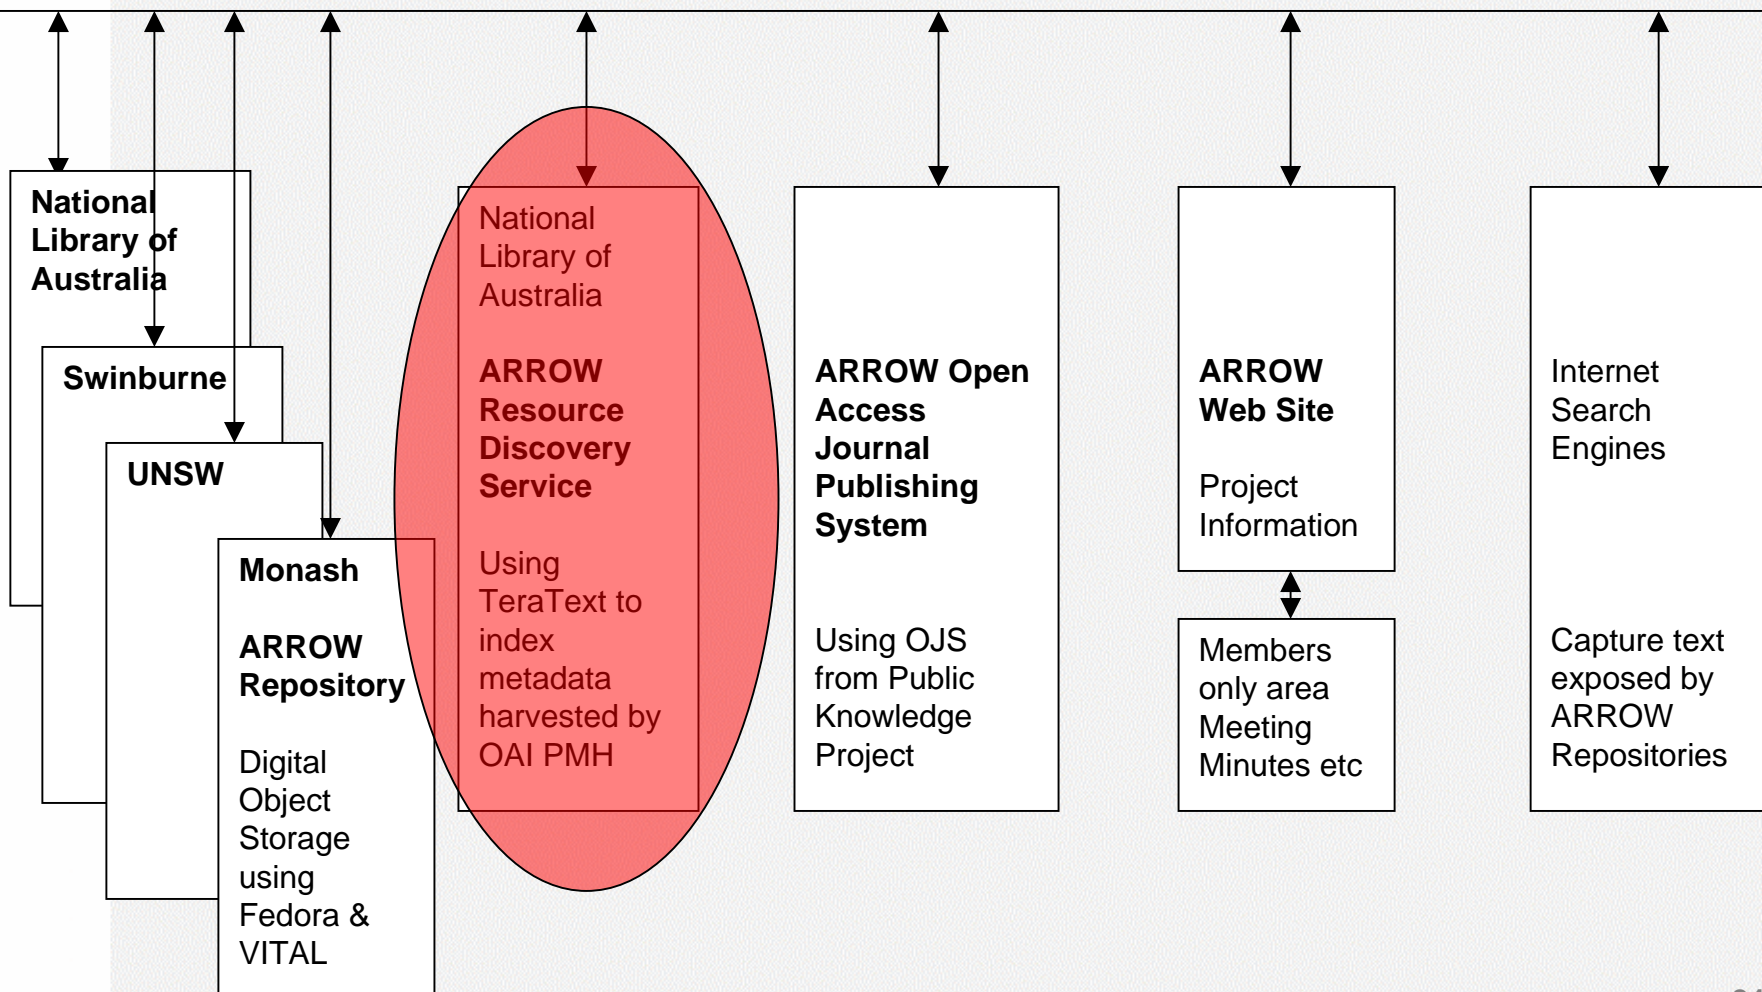 National
Library of
Australia
Swinburne
UNSW
Monash
ARROW
Repository
Digital
Object
Storage
using
Fedora &
VITAL
National
Library of
Australia
ARROW
Resource
Discovery
Service
Using
TeraText to
index
metadata
harvested by
OAI PMH
ARROW Open
Access
Journal
Publishing
System
Using OJS
from Public
Knowledge
Project
ARROW
Web Site
Project
Information
Members
only area
Meeting
Minutes etc
Internet
Search
Engines
Capture text
exposed by
ARROW
Repositories